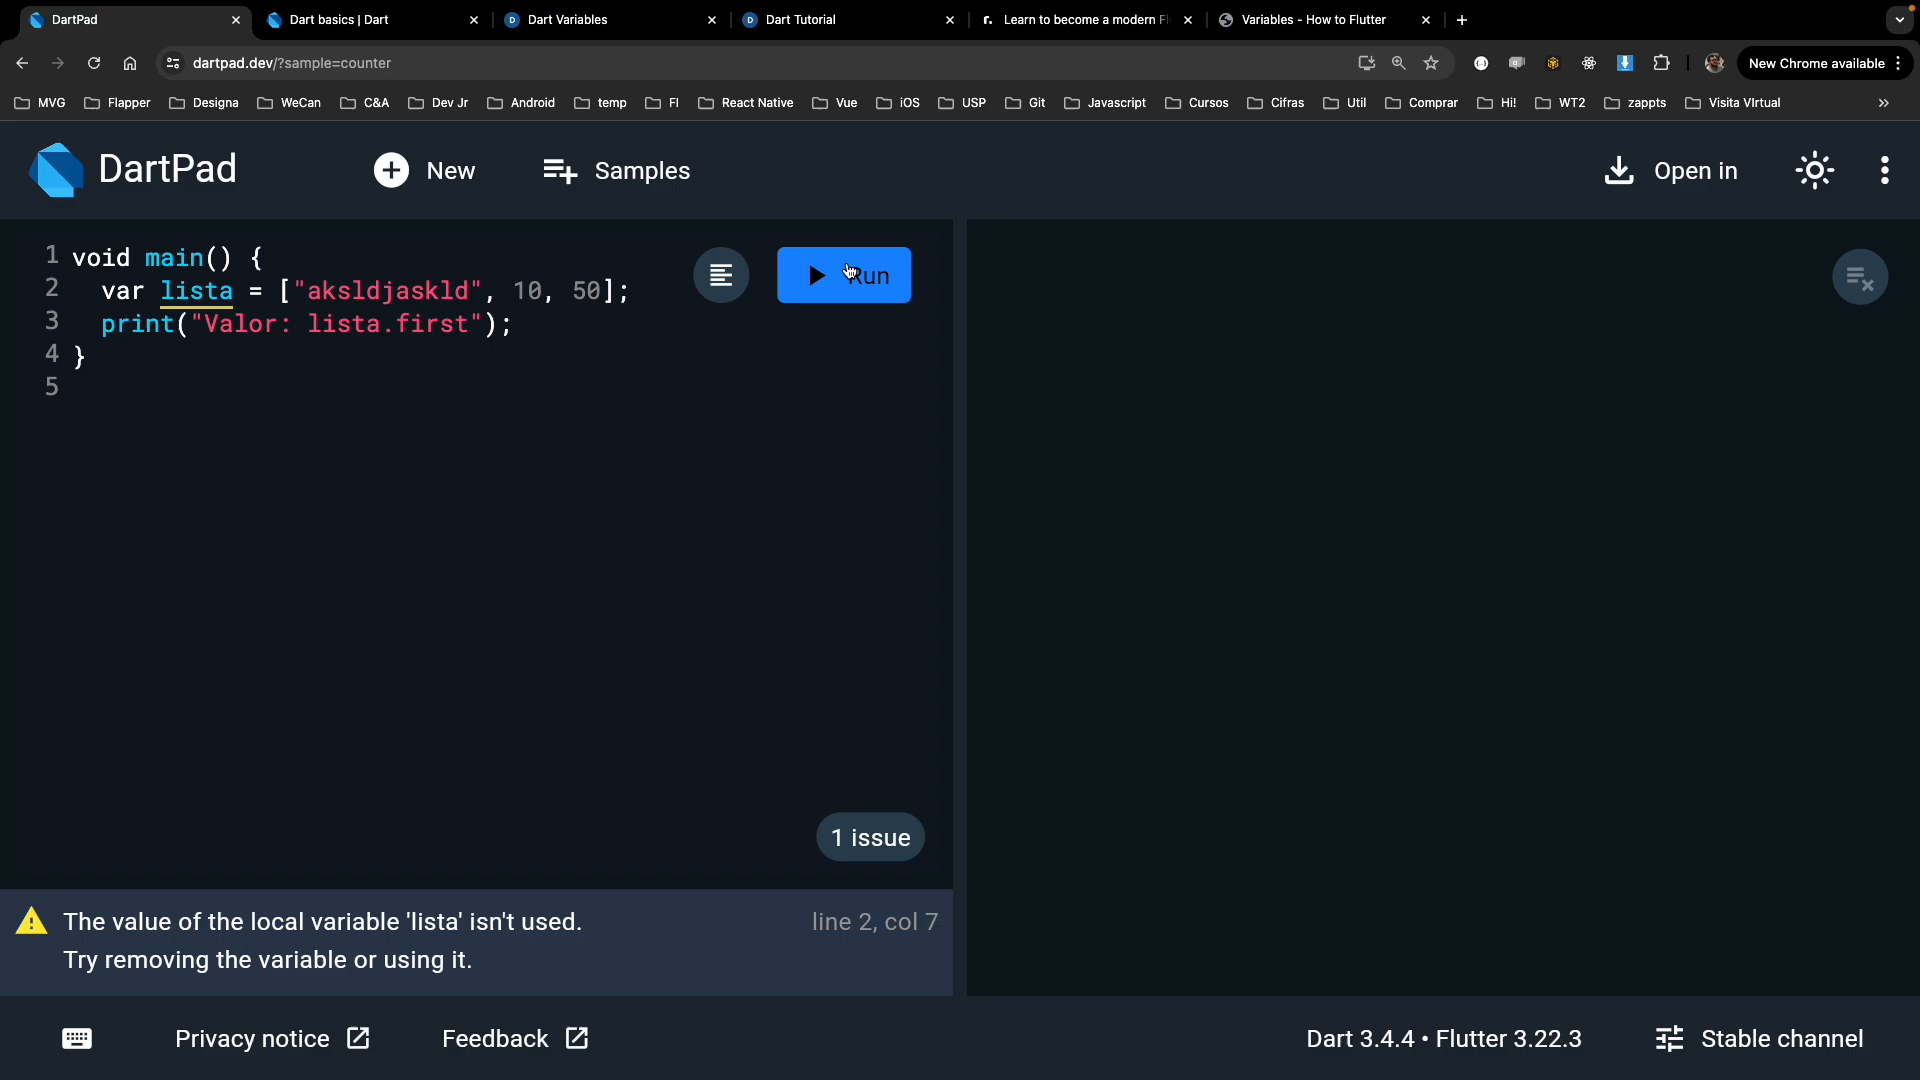 DartPad
Dart basics | Dart
Dart Variables
Dart Tutorial
Learn to become a modern Fl
Variables - How to Flutter
dartpad.dev/?sample=counter
New Chrome available
MVG
Flapper
Designa
WeCan
C&A
Dev Jr
Android
temp
FI
React Native
Vue
iOS
USP
Git
Javascript
Cursos
Cifras
Util
Comprar
Hi!
WT2
zappts
Visita VIrtual
DartPad
New
Samples
Open in
1 void main() {
2 var lista = ["aksldjaskld", 10, 50];
3 print("Valor: lista.first");
4 }
5
Run
1 issue
The value of the local variable 'lista' isn't used.
line 2, col 7
Try removing the variable or using it.
Privacy notice
Feedback
Dart 3.4.4 • Flutter 3.22.3
Stable channel